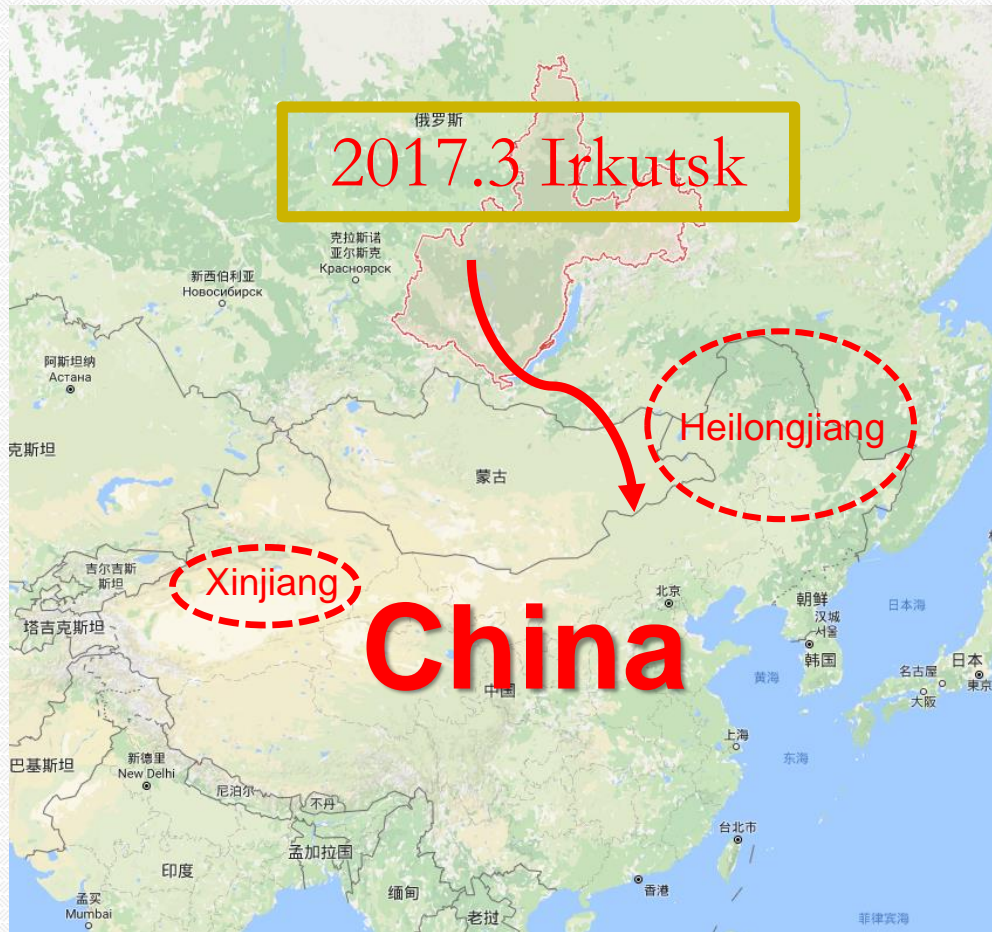 俄罗斯
2017.3 Irkutsk
克拉斯诺
亚尔斯克
Красноярск
新西伯利亚
Новосибирск
阿斯坦纳
Астана
Heilongjiang
克斯坦
蒙古
吉尔吉斯
斯坦
Xinjiang
北京
朝鲜
日本海
塔吉克斯坦
汉城
서울
China
韩国
名古屋
日本
東京
大阪
黄海
中国
上海
东海
巴基斯坦
新德里
New Delhi
尼泊尔
不丹
台北市
孟加拉国
印度
缅甸
香港
孟买
Mumbai
老挝
菲律宾海